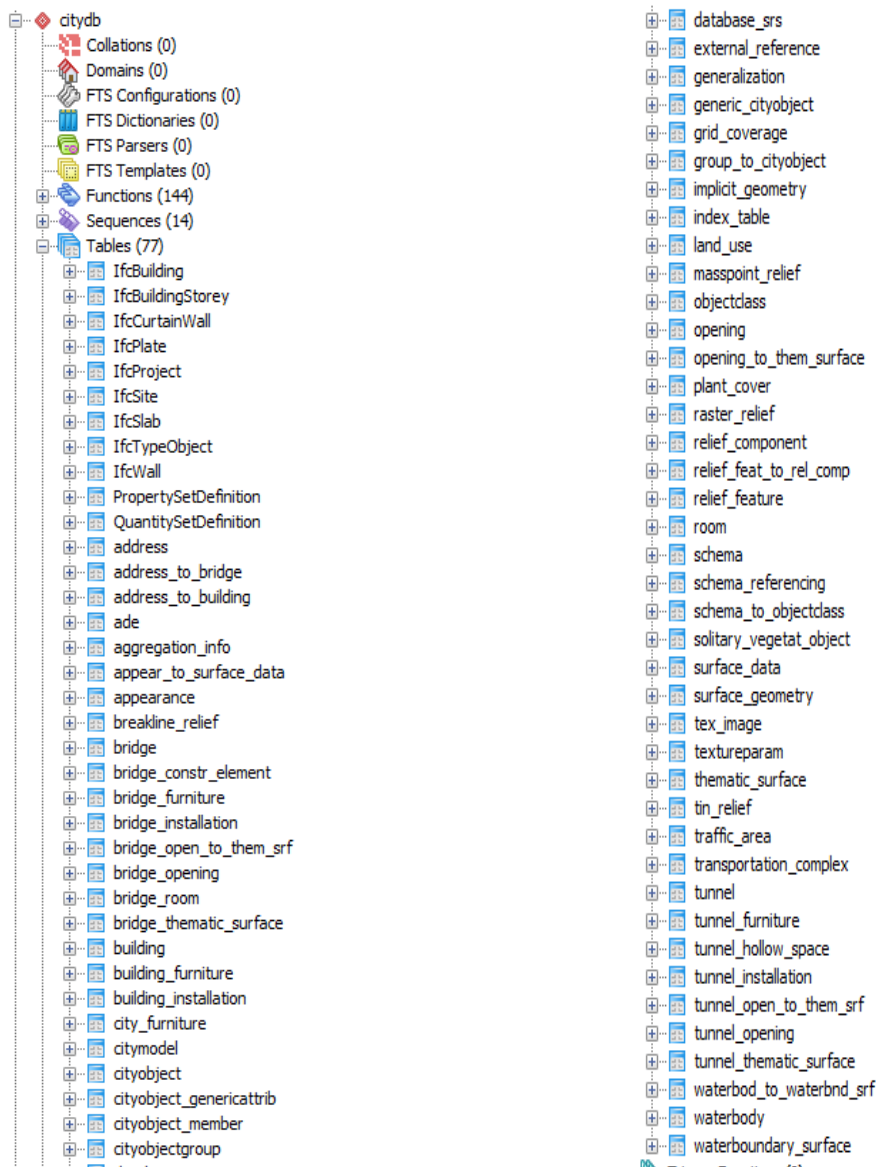 citydb
Collations (0)
Domains (0)
FTS Configurations (0)
FTS Dictionaries (0)
FTS Parsers (0)
FTS Templates (0)
Functions (144)
Sequences (14)
Tables (77)
IfcBuilding
IfcBuildingStorey
IfcCurtainWall
IfcPlate
IfcProject
IfcSite
IfcSlab
IfcTypeObject
IfcWall
PropertySetDefinition
QuantitySetDefinition
address
address_to_bridge
address_to_building
ade
aggregation_info
appear_to_surface_data
appearance
breakline_relief
bridge
bridge_constr_element
bridge_furniture
bridge_installation
bridge_open_to_them_srf
bridge_opening
bridge_room
bridge_thematic_surface
building
building_furniture
building_installation
city_furniture
citymodel
cityobject
cityobject_genericattrib
cityobject_member
cityobjectgroup
database_srs
external_reference
generalization
generic_cityobject
grid_coverage
group_to_cityobject
implicit_geometry
index_table
land_use
masspoint_relief
objectclass
opening
opening_to_them_surface
plant_cover
raster_relief
relief_component
relief_feat_to_rel_comp
relief_feature
room
schema
schema_referencing
schema_to_objectclass
solitary_vegetat_object
surface_data
surface_geometry
tex_image
textureparam
thematic_surface
tin_relief
traffic_area
transportation_complex
tunnel
tunnel_furniture
tunnel_hollow_space
tunnel_installation
tunnel_open_to_them_srf
tunnel_opening
tunnel_thematic_surface
waterbod_to_waterbnd_srf
waterbody
waterboundary_surface